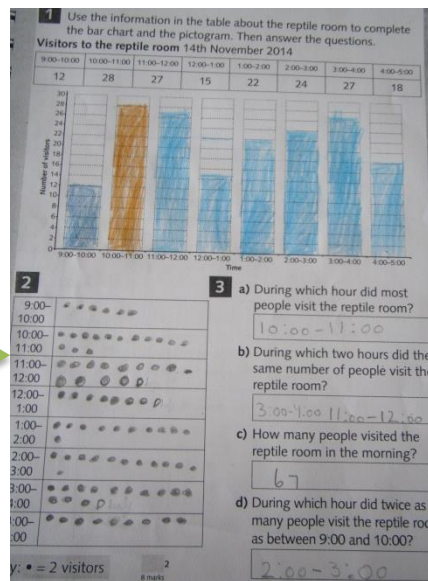 1 Use the information in the table about the reptile room to complete
the bar chart and the pictogram. Then answer the questions.
Visitors to the reptile room 14th November 2014
9:00–10:00 10:00–11:00 11:00–12:00 12:00–1:00 1:00–2:00 2:00–3:00 3:00–4:00 4:00–5:00
12 28 27 15 22 24 27 18
30
28
26
24
22
20
18
16
14
12
10
8
6
4
2
0
Number of visitors
9:00–10:00 10:00–11:00 11:00–12:00 12:00–1:00 1:00–2:00 2:00–3:00 3:00–4:00 4:00–5:00
Time
2
9:00–
10:00
10:00–
11:00
11:00–
12:00
12:00–
1:00
1:00–
2:00
2:00–
3:00
3:00–
:00
:00–
:00
y: • = 2 visitors
2
8 marks
3 a) During which hour did most
people visit the reptile room?
10:00-11:00
b) During which two hours did the
same number of people visit the
reptile room?
3:00-4:00 11:00-12:00
c) How many people visited the
reptile room in the morning?
67
d) During which hour did twice as
many people visit the reptile roo
as between 9:00 and 10:00?
2:00-3:00